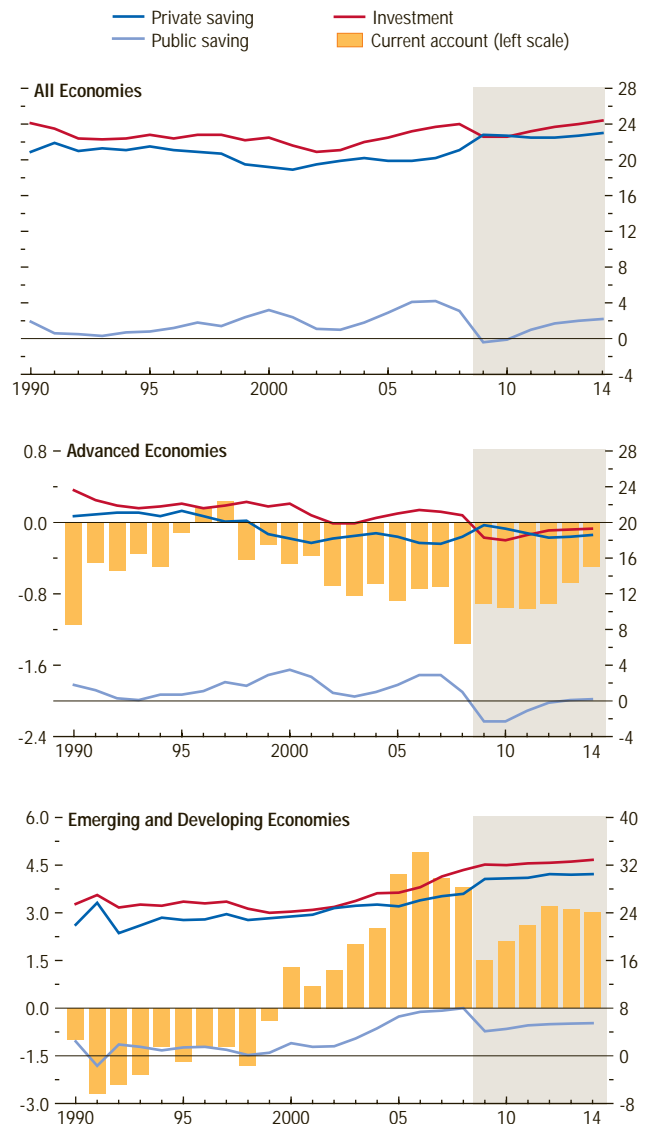 Private saving Investment
Public saving Current account (left scale)
All Economies 28
24
20
16
12
8
4
0
-4
1990 95 2000 05 10 14
0.8 Advanced Economies 28
24
0.0 20
16
-0.8 12
8
-1.6 4
0
-2.4 -4
1990 95 2000 05 10 14
6.0 Emerging and Developing Economies 40
4.5 32
3.0 24
1.5 16
0.0 8
-1.5 0
-3.0 -8
1990 95 2000 05 10 14